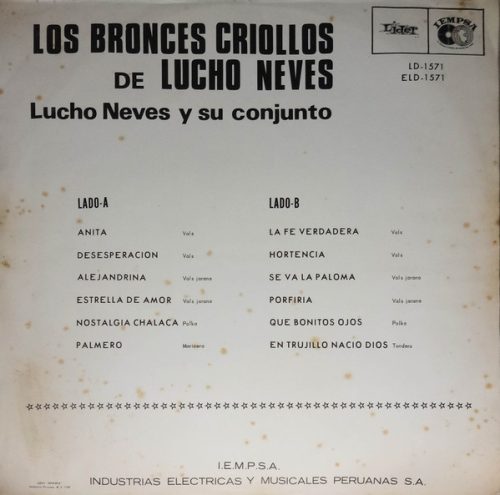 LOS BRONCES CRIOLLOS
DE LUCHO NEVES
Lucho Neves y su conjunto
Lider
IEMPSA
LD-1571
ELD-1571
LADO-A
ANITA Vals
DESESPERACION Vals
ALEJANDRINA Vals jarana
ESTRELLA DE AMOR Vals jarana
NOSTALGIA CHALACA Polka
PALMERO Marinera
LADO-B
LA FE VERDADERA Vals
HORTENCIA Vals
SE VA LA PALOMA Vals jarana
PORFIRIA Vals jarana
QUE BONITOS OJOS Polka
EN TRUJILLO NACIO DIOS Tondero
I.E.M.P.S.A.
INDUSTRIAS ELECTRICAS Y MUSICALES PERUANAS S.A.